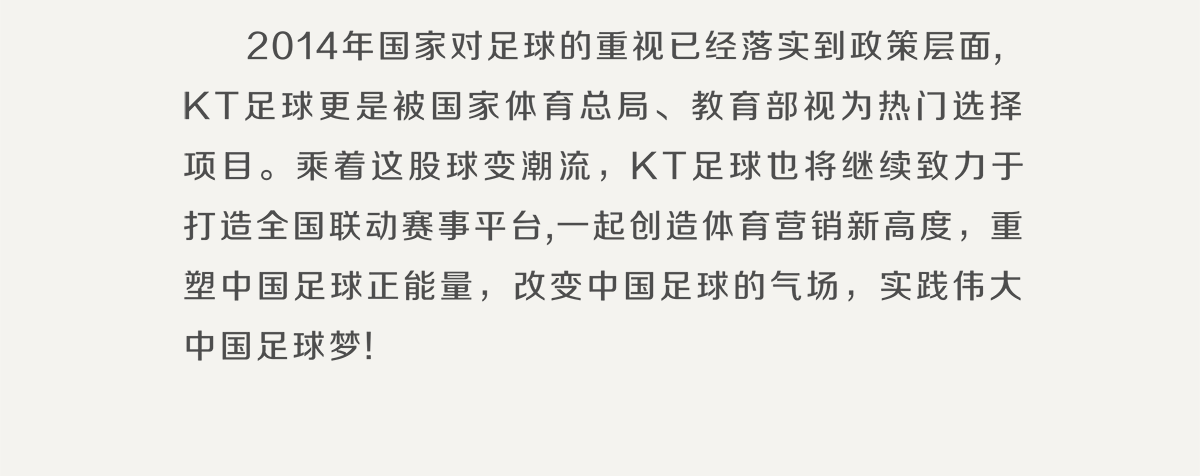 2014年国家对足球的重视已经落实到政策层面,
KT足球更是被国家体育总局、教育部视为热门选择
项目。乘着这股球变潮流，KT足球也将继续致力于
打造全国联动赛事平台,一起创造体育营销新高度，重
塑中国足球正能量，改变中国足球的气场，实践伟大
中国足球梦!